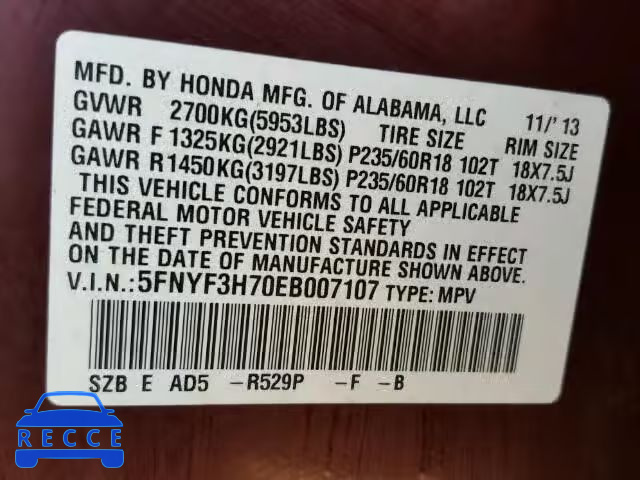 MFD. BY HONDA MFG. OF ALABAMA, LLC 11/'13
GVWR 2700KG(5953LBS) TIRE SIZE RIM SIZE
GAWR F 1325KG(2921LBS) P235/60R18 102T 18X7.5J
GAWR R1450KG(3197LBS) P235/60R18 102T 18X7.5J
THIS VEHICLE CONFORMS TO ALL APPLICABLE
FEDERAL MOTOR VEHICLE SAFETY
AND THEFT PREVENTION STANDARDS IN EFFECT
ON THE DATE OF MANUFACTURE SHOWN ABOVE.
V.I.N.:5FNYF3H70EB007107 TYPE: MPV
SZB E AD5 -R529P -F -B
RECCE